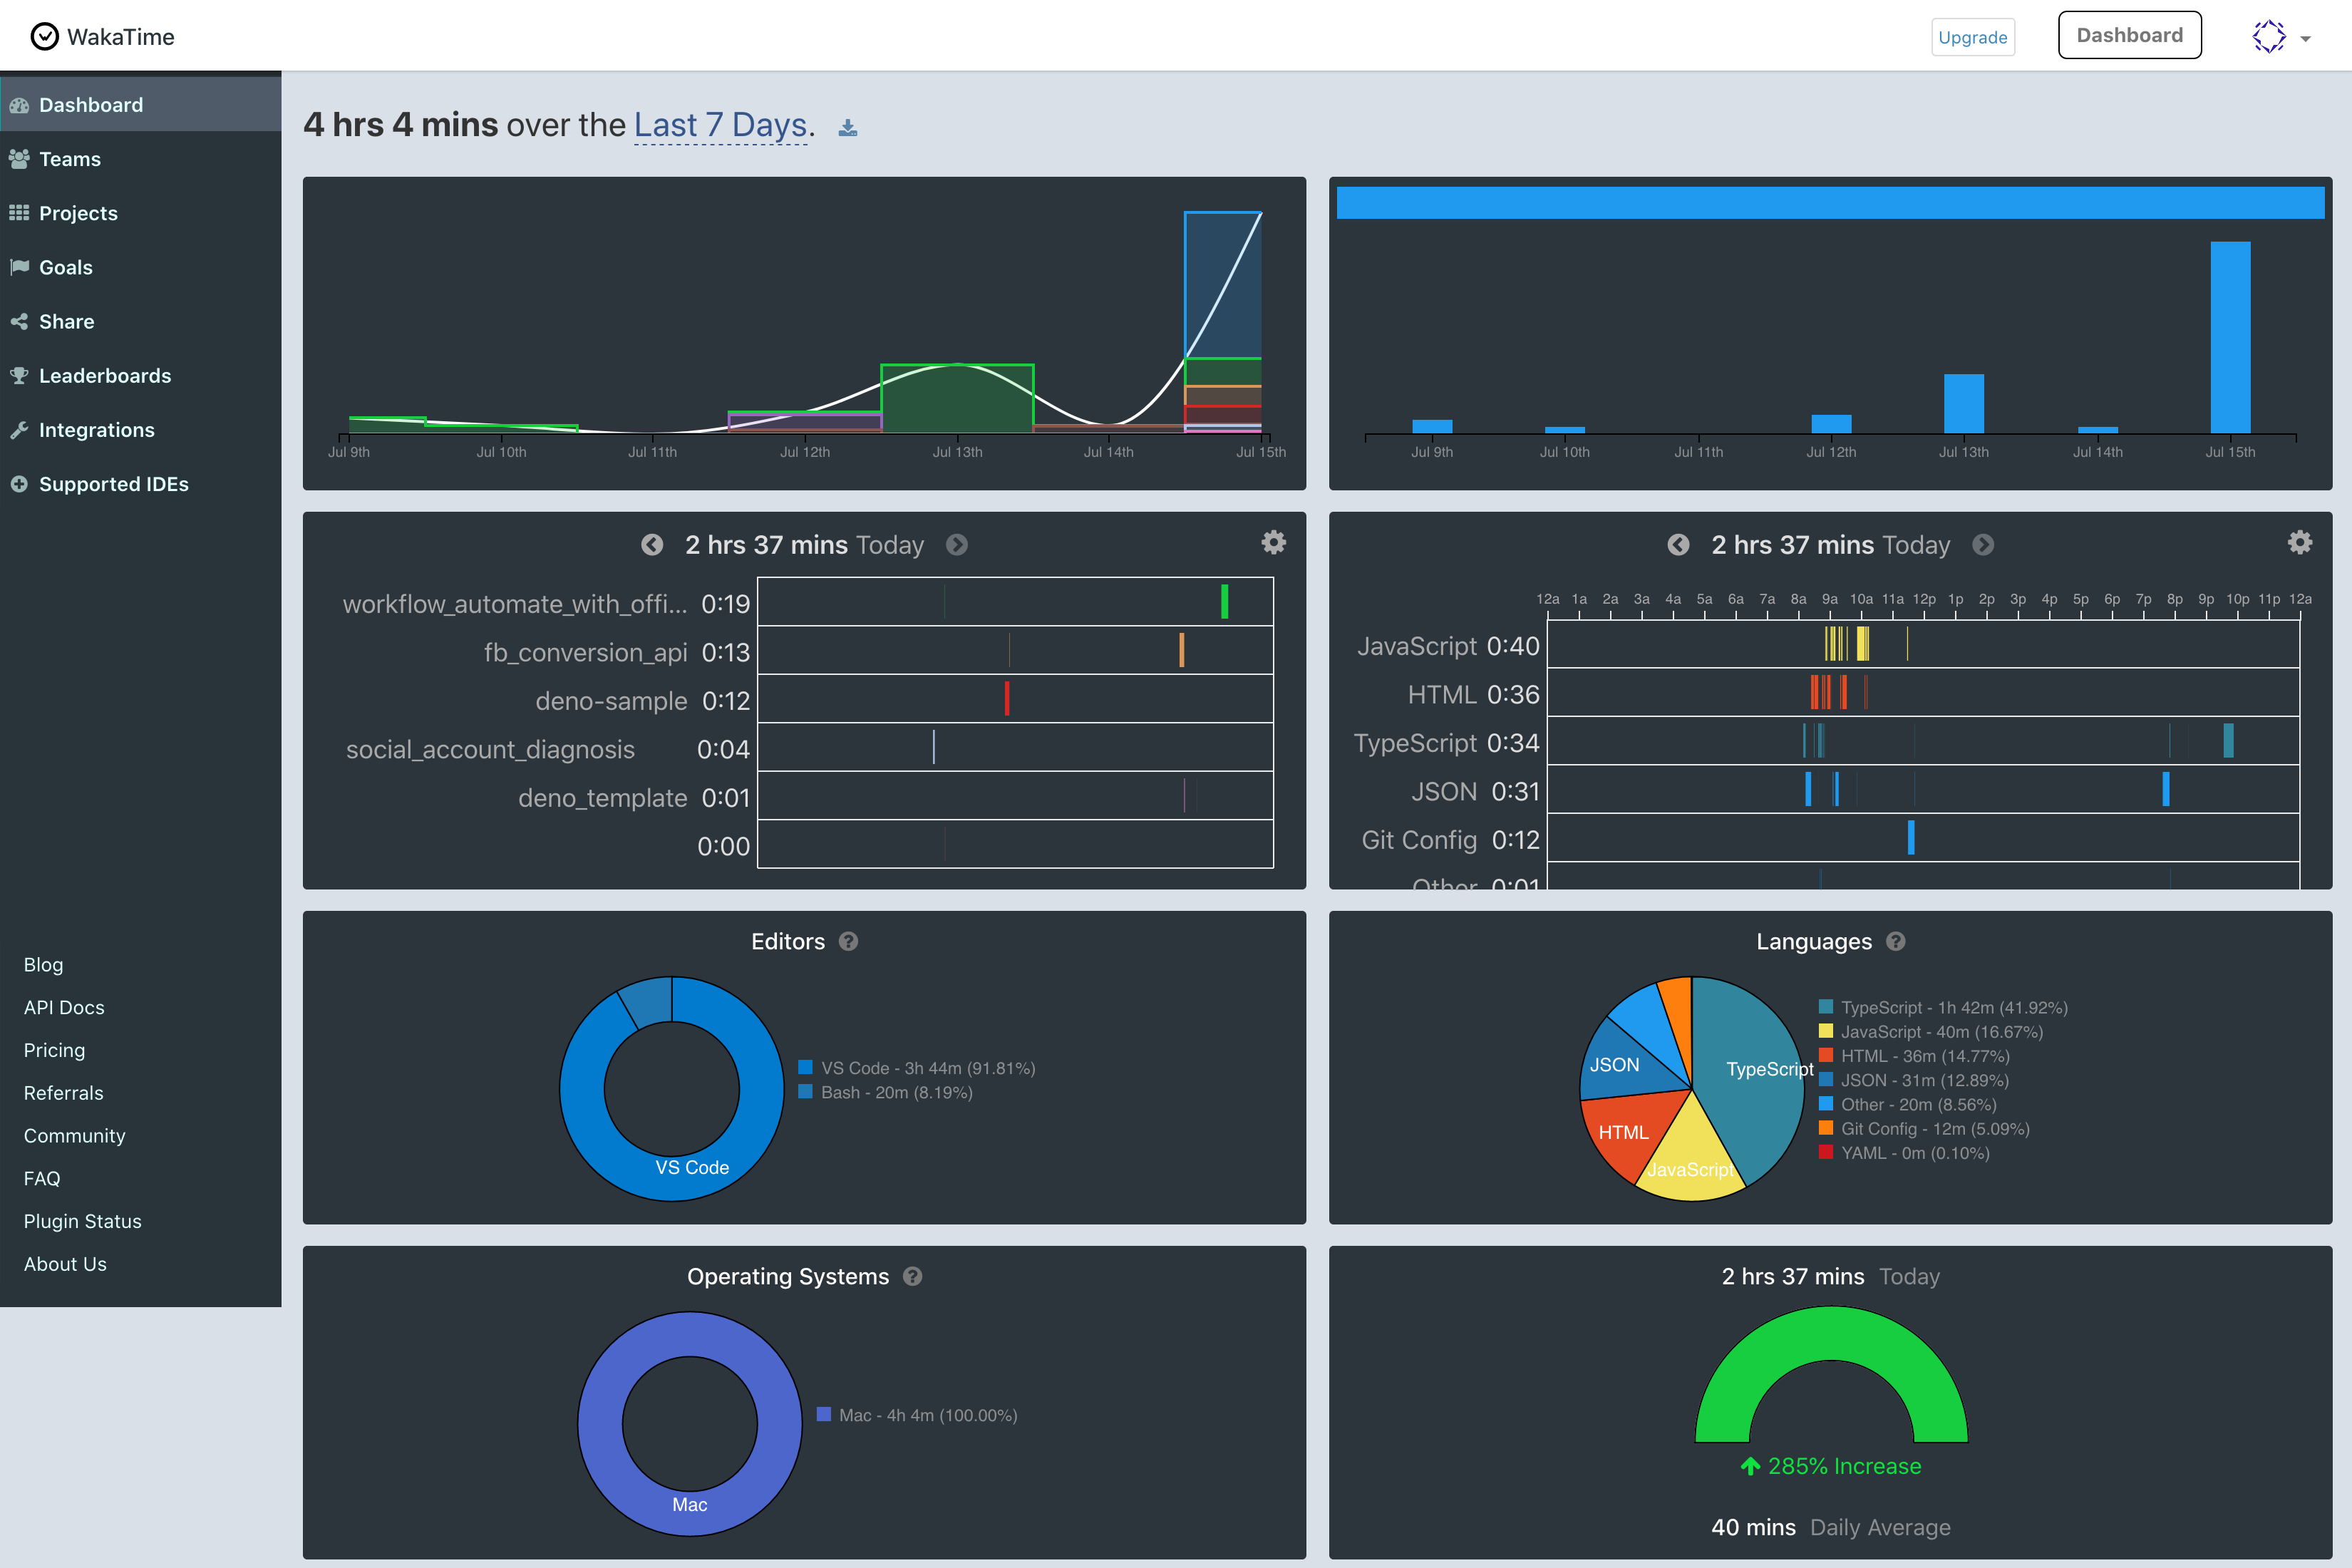 WakaTime
Upgrade
Dashboard
Dashboard
Teams
Projects
Goals
Share
Leaderboards
Integrations
Supported IDEs
Blog
API Docs
Pricing
Referrals
Community
FAQ
Plugin Status
About Us
4 hrs 4 mins over the Last 7 Days.
Jul 9th Jul 10th Jul 11th Jul 12th Jul 13th Jul 14th Jul 15th
Jul 9th Jul 10th Jul 11th Jul 12th Jul 13th Jul 14th Jul 15th
2 hrs 37 mins Today
workflow_automate_with_offi... 0:19
fb_conversion_api 0:13
deno-sample 0:12
social_account_diagnosis 0:04
deno_template 0:01
0:00
2 hrs 37 mins Today
12a 1a 2a 3a 4a 5a 6a 7a 8a 9a 10a 11a 12p 1p 2p 3p 4p 5p 6p 7p 8p 9p 10p 11p 12a
JavaScript 0:40
HTML 0:36
TypeScript 0:34
JSON 0:31
Git Config 0:12
Other 0:01
Editors
VS Code
VS Code - 3h 44m (91.81%)
Bash - 20m (8.19%)
Languages
TypeScript
JavaScript
HTML
JSON
TypeScript - 1h 42m (41.92%)
JavaScript - 40m (16.67%)
HTML - 36m (14.77%)
JSON - 31m (12.89%)
Other - 20m (8.56%)
Git Config - 12m (5.09%)
YAML - 0m (0.10%)
Operating Systems
Mac
Mac - 4h 4m (100.00%)
2 hrs 37 mins Today
285% Increase
40 mins Daily Average